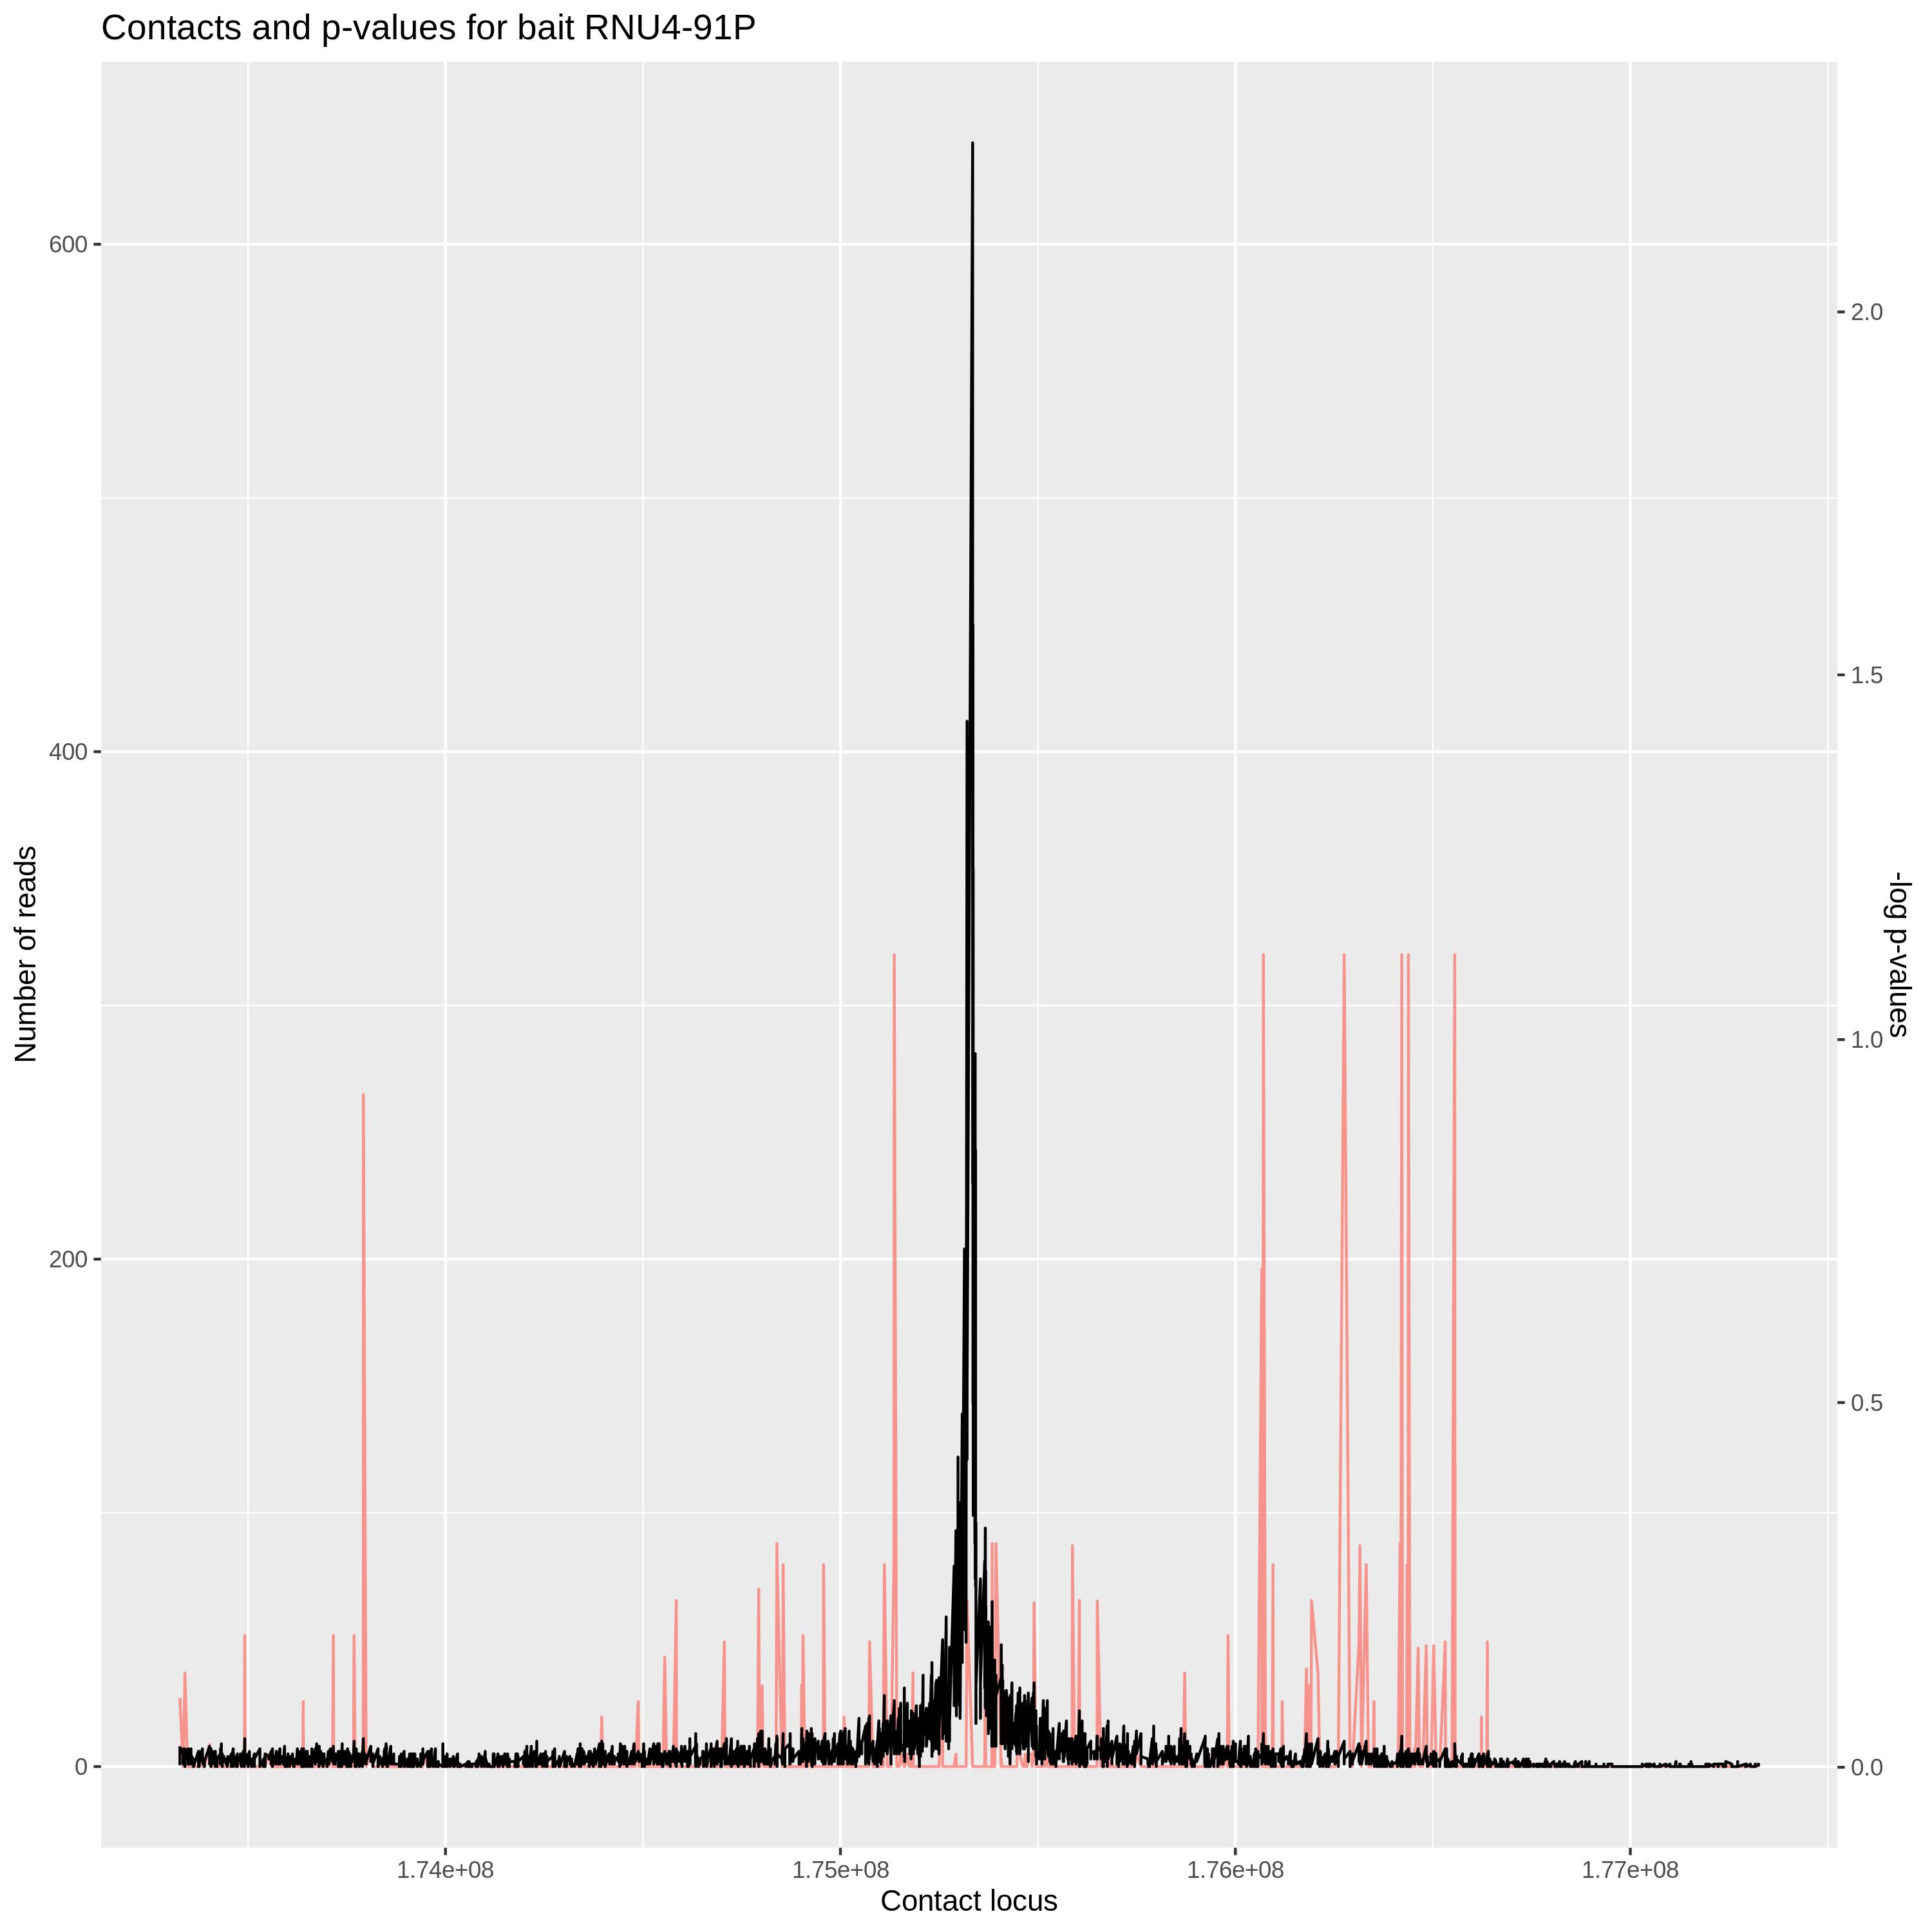 Contacts and p-values for bait RNU4-91P
600
400
200
0
Number of reads
2.0
1.5
1.0
0.5
0.0
-log p-values
1.74e+08
1.75e+08
1.76e+08
1.77e+08
Contact locus